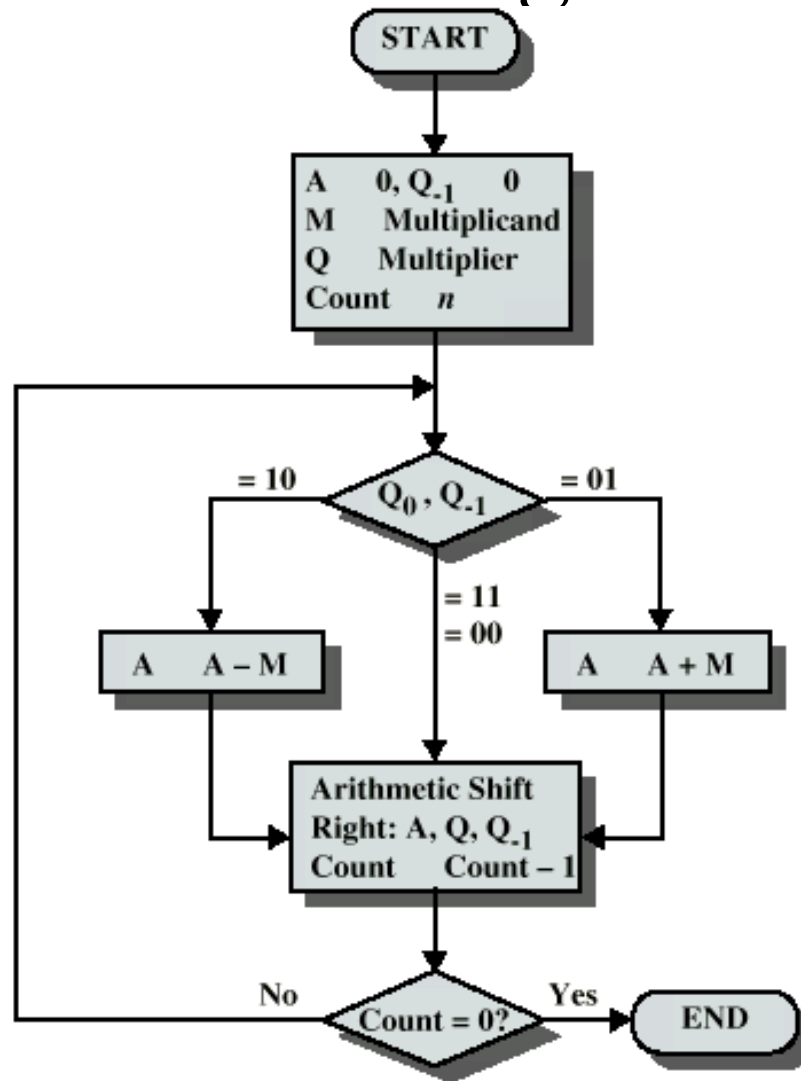 START
A 0, Q₋₁ 0
M Multiplicand
Q Multiplier
Count n
= 10
Q₀ , Q₋₁
= 01
= 11
= 00
A A – M
A A + M
Arithmetic Shift
Right: A, Q, Q₋₁
Count Count – 1
No
Count = 0?
Yes
END